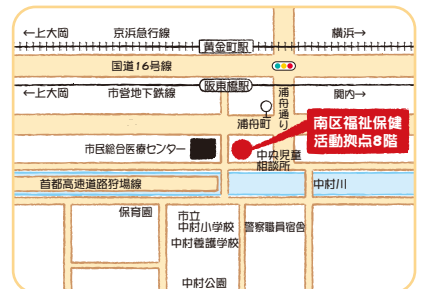 ←上大岡 京浜急行線 横浜→
黄金町駅
国道16号線
阪東橋駅
←上大岡 市営地下鉄線 関内→
浦舟通り
浦舟町
南区福祉保健
活動拠点8階
市民総合医療センター
中央児童
相談所
首都高速道路狩場線
中村川
保育園
市立
中村小学校
中村養護学校
警察職員宿舎
中村公園